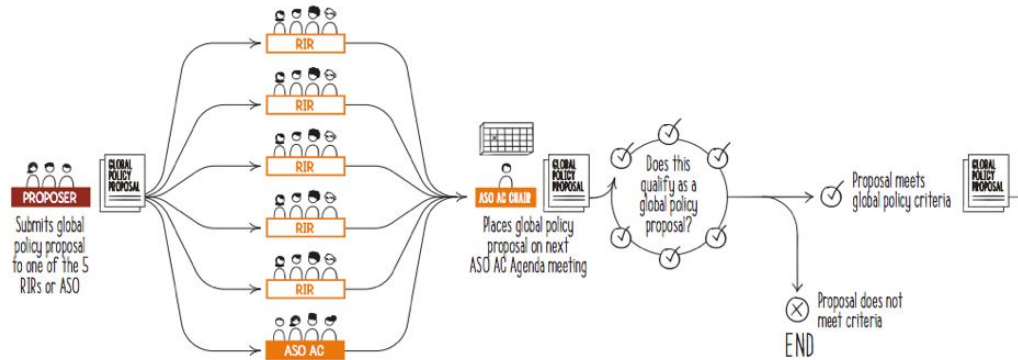 PROPOSER
Submits global
policy proposal
to one of the 5
RIRs or ASO
GLOBAL
POLICY
PROPOSAL
RIR
RIR
RIR
RIR
RIR
ASO AC
ASO AC CHAIR
Places global policy
proposal on next
ASO AC Agenda meeting
GLOBAL
POLICY
PROPOSAL
Does this
qualify as a
global policy
proposal?
Proposal meets
global policy criteria
Proposal does not
meet criteria
END
GLOBAL
POLICY
PROPOSAL